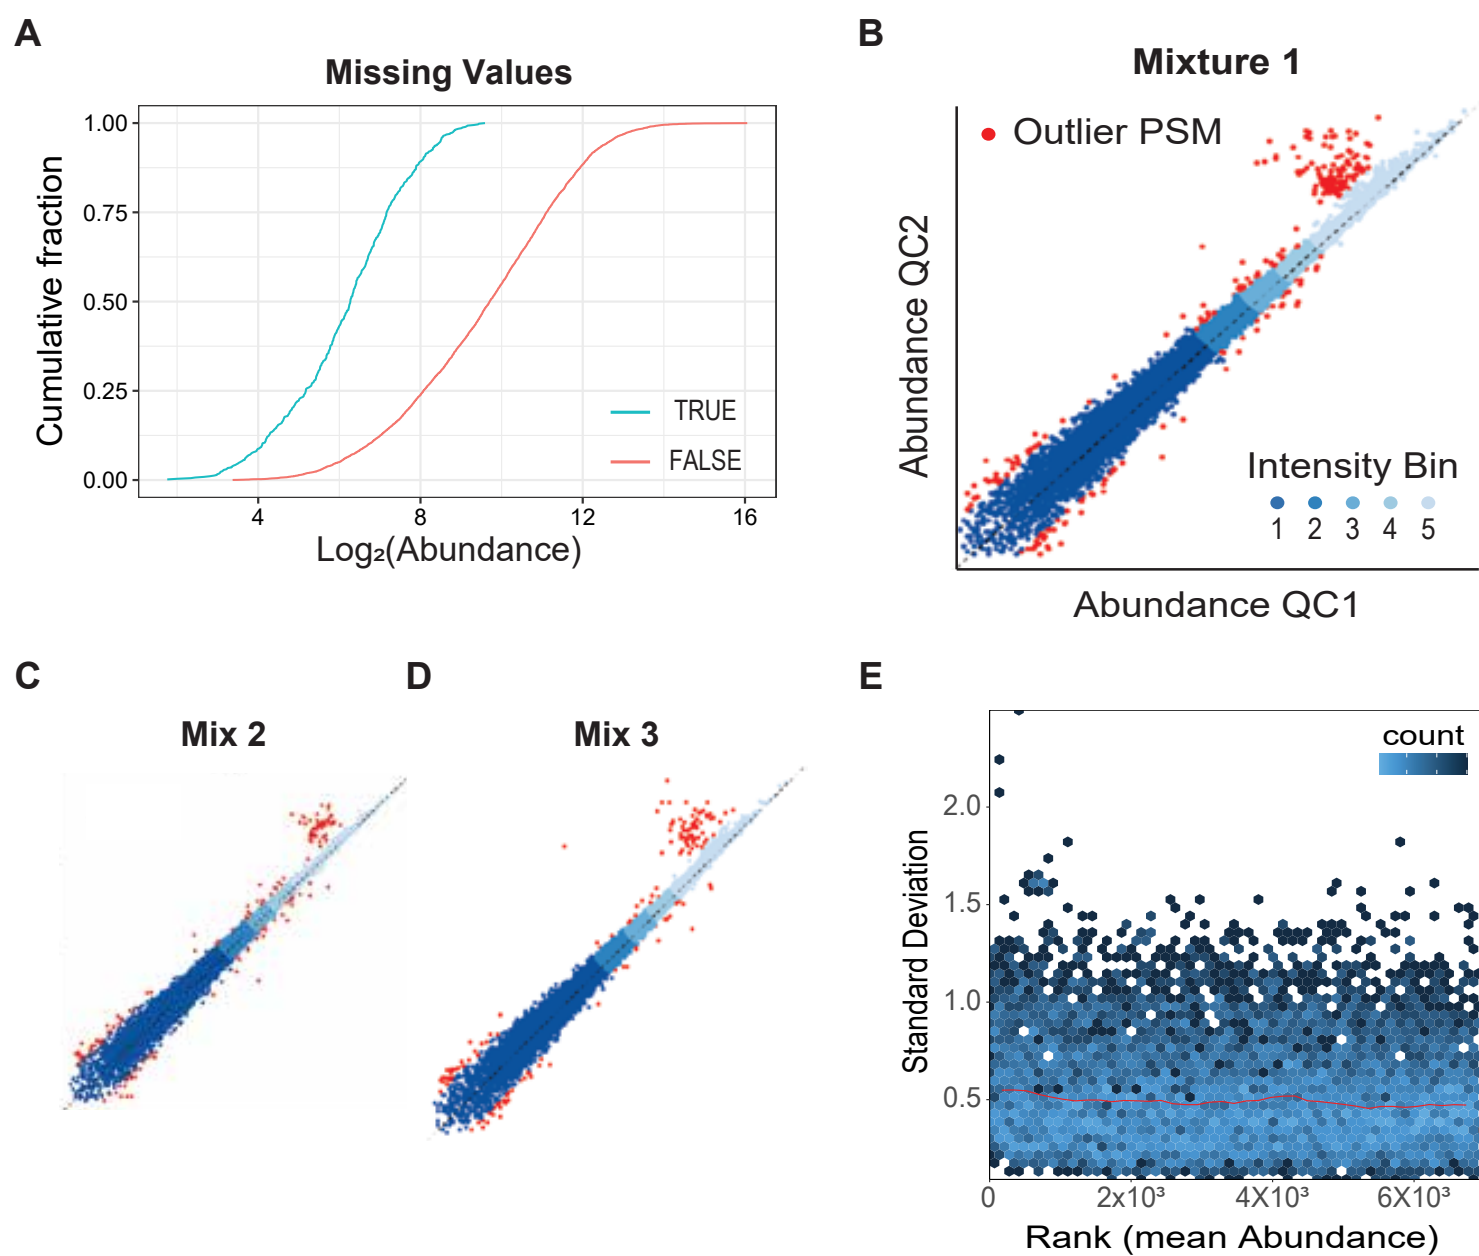 A
Missing Values
1.00
0.75
0.50
0.25
0.00
Cumulative fraction
TRUE
FALSE
4 8 12 16
Log₂(Abundance)
B
Mixture 1
Outlier PSM
Abundance QC2
Intensity Bin
1 2 3 4 5
Abundance QC1
C
Mix 2
D
Mix 3
E
count
2.0
1.5
1.0
0.5
Standard Deviation
0 2x10³ 4X10³ 6X10³
Rank (mean Abundance)